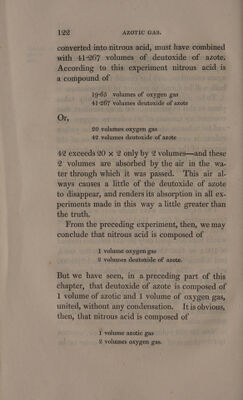 122 AZOTIC GAS.
converted into nitrous acid, must have combined
with 41·267 volumes of deutoxide of azote.
According to this experiment nitrous acid is
a compound of
19·65 volumes of oxygen gas
41·267 volumes deutoxide of azote
Or,
20 volumes oxygen gas
42 volumes deutoxide of azote
42 exceeds 20 × 2 only by 2 volumes—and these
2 volumes are absorbed by the air in the wa-
ter through which it was passed. This air al-
ways causes a little of the deutoxide of azote
to disappear, and renders its absorption in all ex-
periments made in this way a little greater than
the truth.
From the preceding experiment, then, we may
conclude that nitrous acid is composed of
1 volume oxygen gas
2 volumes deutoxide of azote.
But we have seen, in a preceding part of this
chapter, that deutoxide of azote is composed of
1 volume of azotic and 1 volume of oxygen gas,
united, without any condensation. It is obvious,
then, that nitrous acid is composed of
1 volume azotic gas
2 volumes oxygen gas.